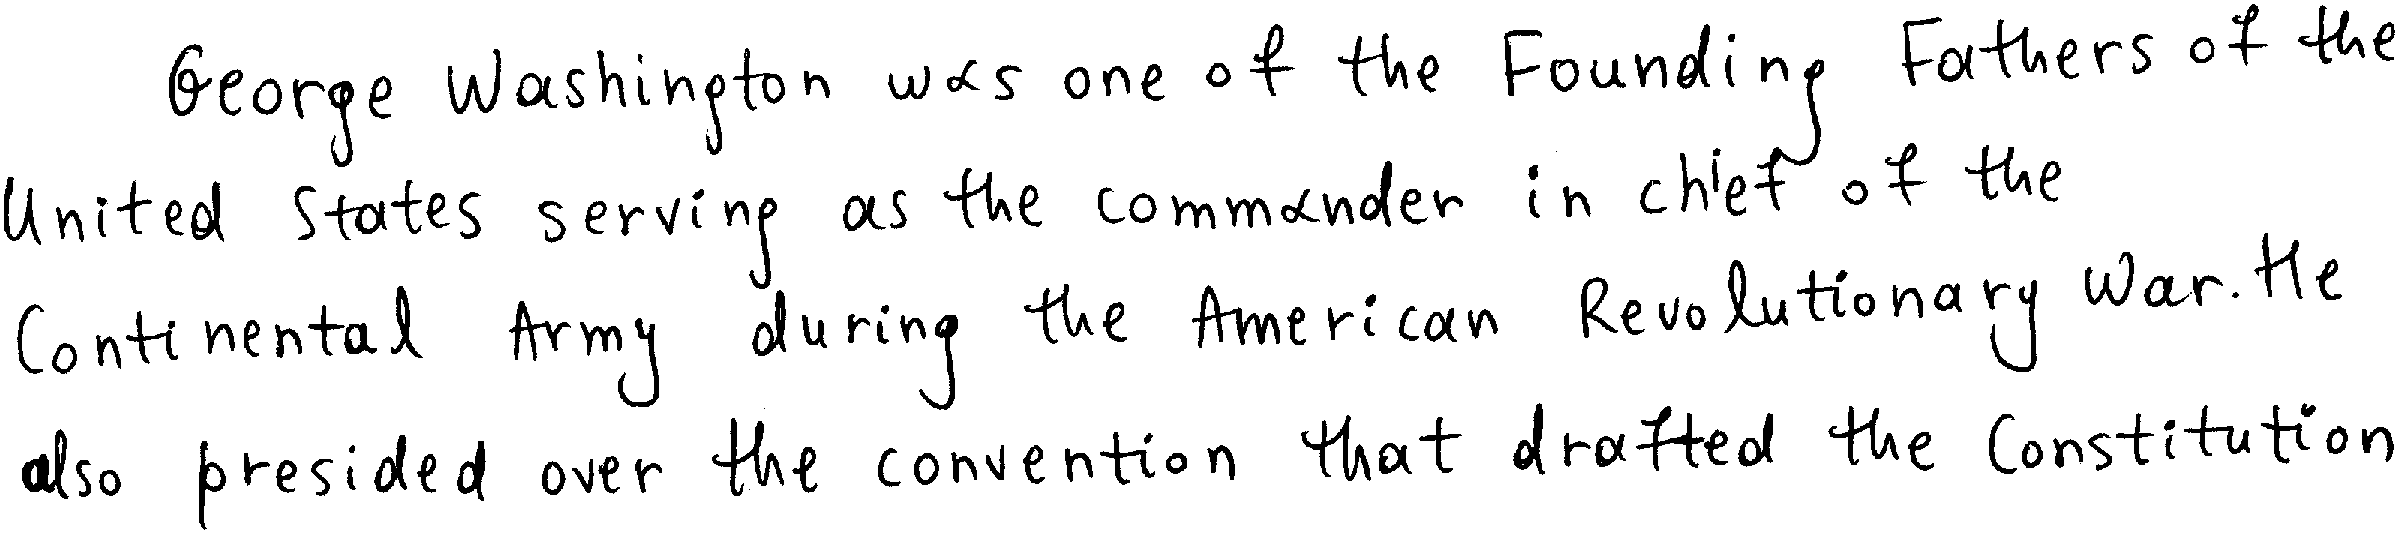 George Washington was one of the Founding Fathers of the
United States serving as the commander in chief of the
Continental Army during the American Revolutionary War. He
also presided over the convention that drafted the Constitution